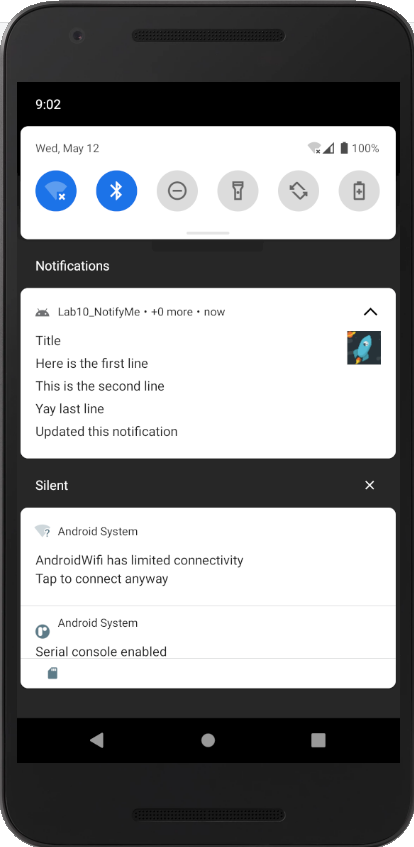 9:02
Wed, May 12
100%
Notifications
Lab10_NotifyMe • +0 more • now
Title
Here is the first line
This is the second line
Yay last line
Updated this notification
Silent
Android System
AndroidWifi has limited connectivity
Tap to connect anyway
Android System
Serial console enabled